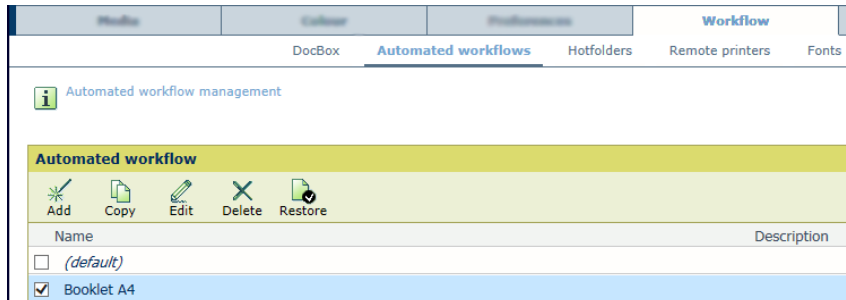 Workflow
DocBox Automated workflows Hotfolders Remote printers Fonts
Automated workflow management
Automated workflow
Add Copy Edit Delete Restore
Name Description
(default)
Booklet A4